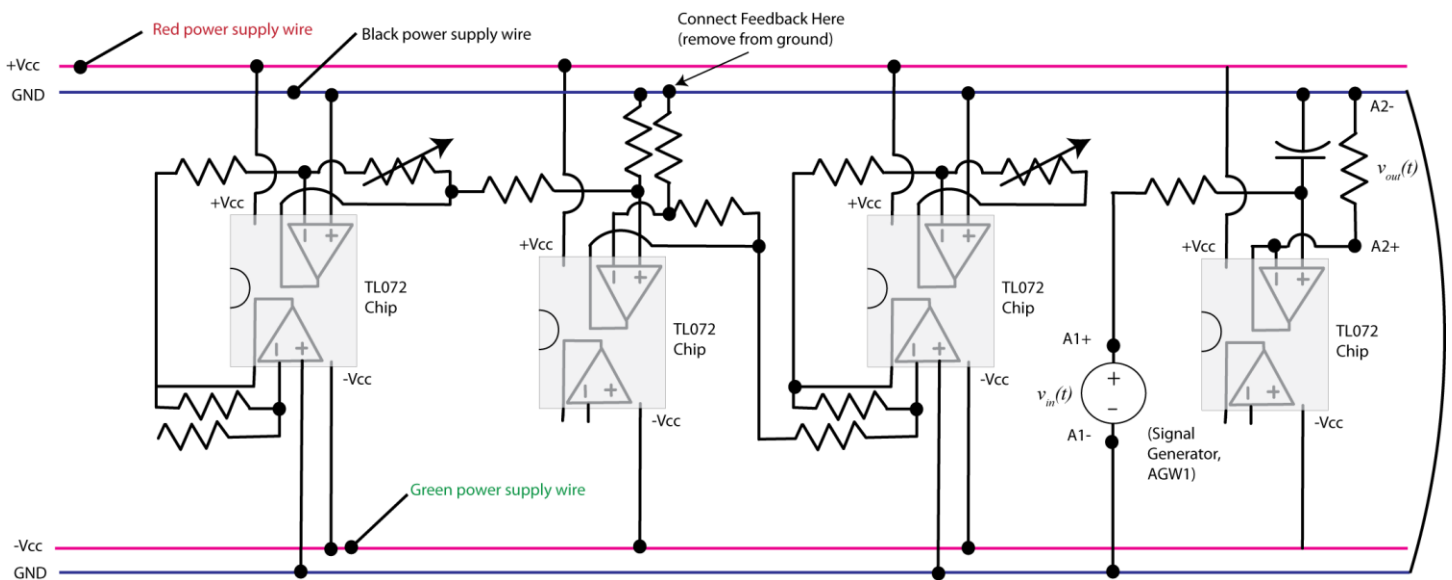 Connect Feedback Here
(remove from ground)
Red power supply wire
Black power supply wire
+Vcc
GND
A2-
vout(t)
+Vcc
+Vcc
+Vcc
+Vcc
A2+
TL072
Chip
TL072
Chip
TL072
Chip
TL072
Chip
A1+
-Vcc
-Vcc
-Vcc
-Vcc
vin(t)
A1-
(Signal
Generator,
AGW1)
Green power supply wire
-Vcc
GND